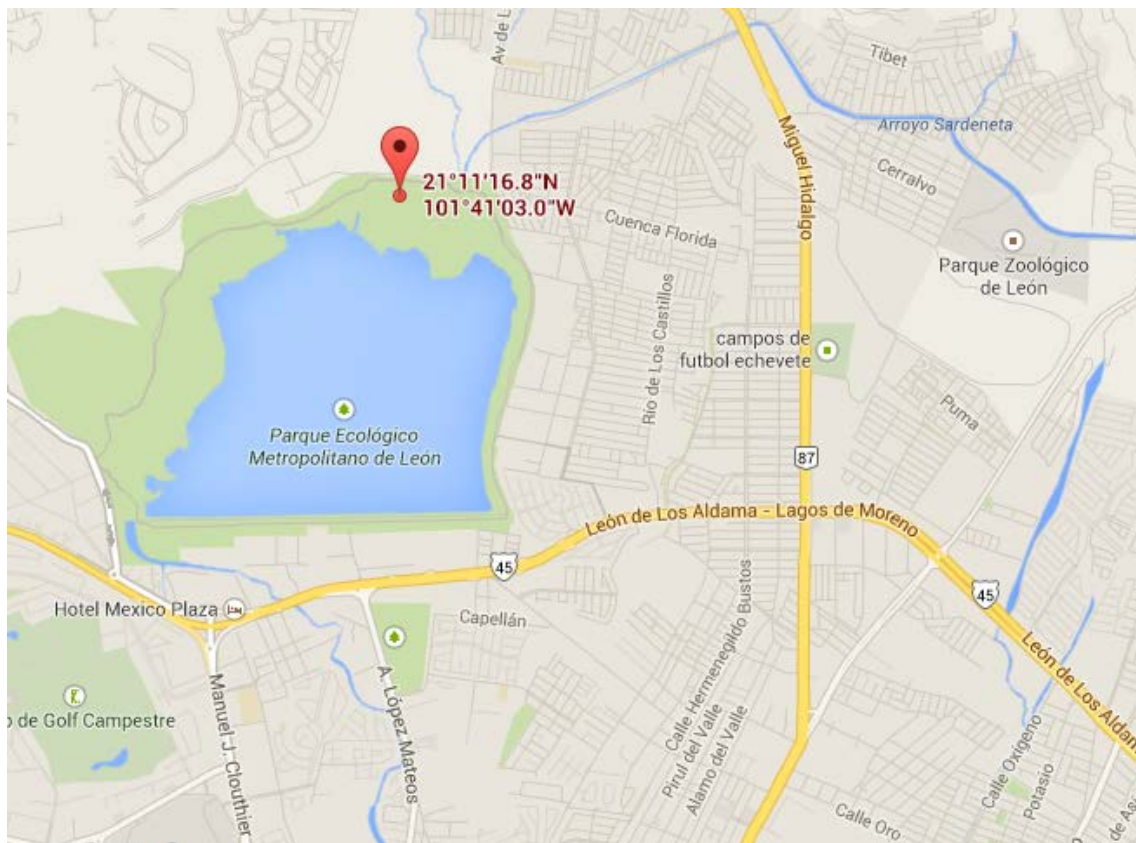 Av de L
Tibet
Arroyo Sardeneta
Miguel Hidalgo
Cerralvo
21°11'16.8"N
101°41'03.0"W
Cuenca Florida
Parque Zoológico
de León
Rio de Los Castillos
campos de
futbol echevete
Puma
Parque Ecológico
Metropolitano de León
87
León de Los Aldama - Lagos de Moreno
45
45
Hotel Mexico Plaza
Capellán
Calle Hermenegildo Bustos
Pirul del Valle
Alamo del Valle
León de Los Aldam
o de Golf Campestre
Manuel J. Clouthier
A. López Mateos
Calle Oxigeno
Potasio
Calle Oro
de As